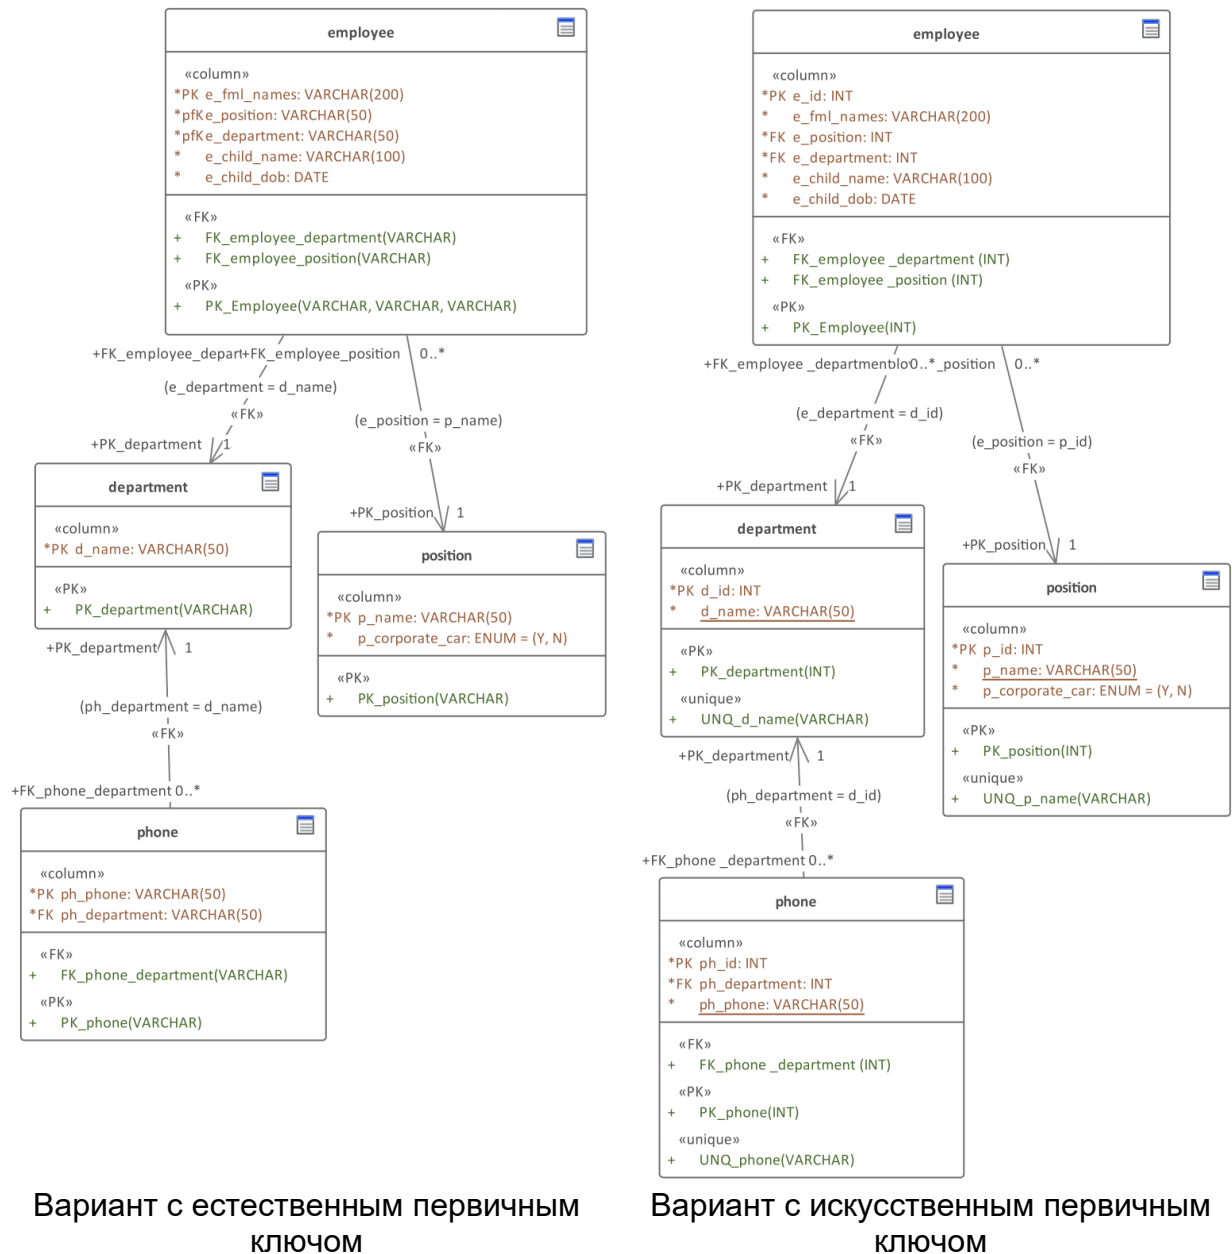 employee
«column»
*PK e_fml_names: VARCHAR(200)
*pfKe_position: VARCHAR(50)
*pfKe_department: VARCHAR(50)
* e_child_name: VARCHAR(100)
* e_child_dob: DATE
«FK»
+ FK_employee_department(VARCHAR)
+ FK_employee_position(VARCHAR)
«PK»
+ PK_Employee(VARCHAR, VARCHAR, VARCHAR)
+FK_employee_depart+FK_employee_position 0..*
(e_department = d_name)
«FK»
(e_position = p_name)
«FK»
+PK_department 1
department
«column»
*PK d_name: VARCHAR(50)
«PK»
+ PK_department(VARCHAR)
+PK_position 1
position
«column»
*PK p_name: VARCHAR(50)
* p_corporate_car: ENUM = (Y, N)
«PK»
+ PK_position(VARCHAR)
+PK_department 1
(ph_department = d_name)
«FK»
+FK_phone_department 0..*
phone
«column»
*PK ph_phone: VARCHAR(50)
*FK ph_department: VARCHAR(50)
«FK»
+ FK_phone_department(VARCHAR)
«PK»
+ PK_phone(VARCHAR)
Вариант с естественным первичным
ключом
employee
«column»
*PK e_id: INT
* e_fml_names: VARCHAR(200)
*FK e_position: INT
*FK e_department: INT
* e_child_name: VARCHAR(100)
* e_child_dob: DATE
«FK»
+ FK_employee _department (INT)
+ FK_employee _position (INT)
«PK»
+ PK_Employee(INT)
+FK_employee _department 0..*_position 0..*
(e_department = d_id)
«FK»
(e_position = p_id)
«FK»
+PK_department 1
department
«column»
*PK d_id: INT
* d_name: VARCHAR(50)
«PK»
+ PK_department(INT)
«unique»
+ UNQ_d_name(VARCHAR)
+PK_position 1
position
«column»
*PK p_id: INT
* p_name: VARCHAR(50)
* p_corporate_car: ENUM = (Y, N)
«PK»
+ PK_position(INT)
«unique»
+ UNQ_p_name(VARCHAR)
+PK_department 1
(ph_department = d_id)
«FK»
+FK_phone _department 0..*
phone
«column»
*PK ph_id: INT
*FK ph_department: INT
* ph_phone: VARCHAR(50)
«FK»
+ FK_phone _department (INT)
«PK»
+ PK_phone(INT)
«unique»
+ UNQ_phone(VARCHAR)
Вариант с искусственным первичным
ключом